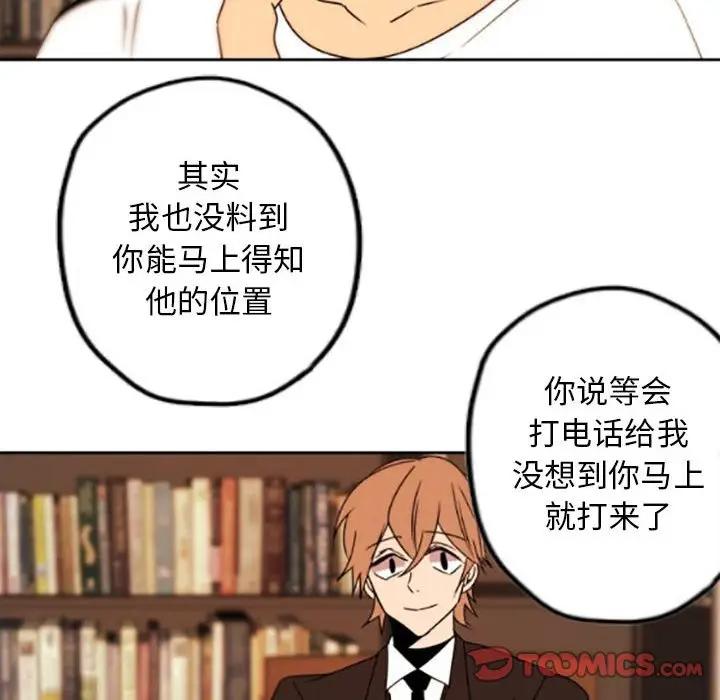 其实
我也没料到
你能马上得知
他的位置
你说等会
打电话给我
没想到你马上
就打来了
TOOMICS.COM